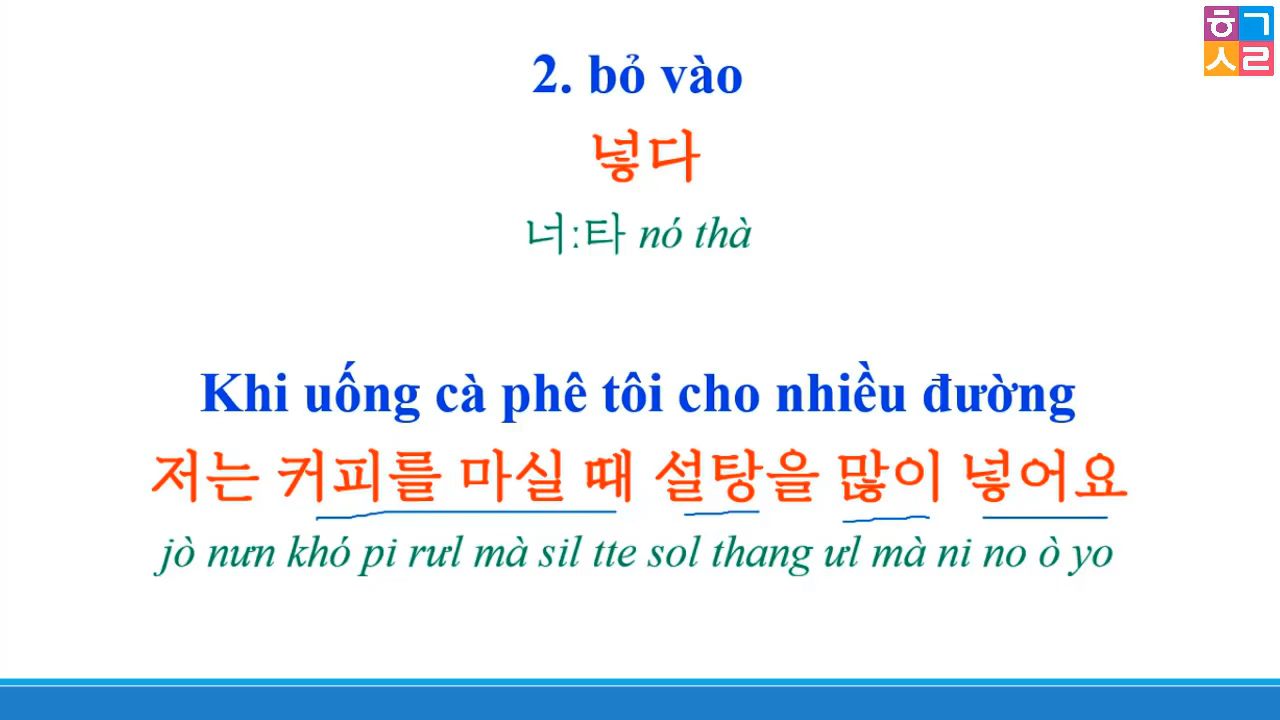 ㅎㄱ
ㅅㄹ
2. bỏ vào
넣다
너:타 nó thà
Khi uống cà phê tôi cho nhiều đường
저는 커피를 마실 때 설탕을 많이 넣어요
jò nưn khó pi rưl mà sil tte sol thang ưl mà ni no ò yo